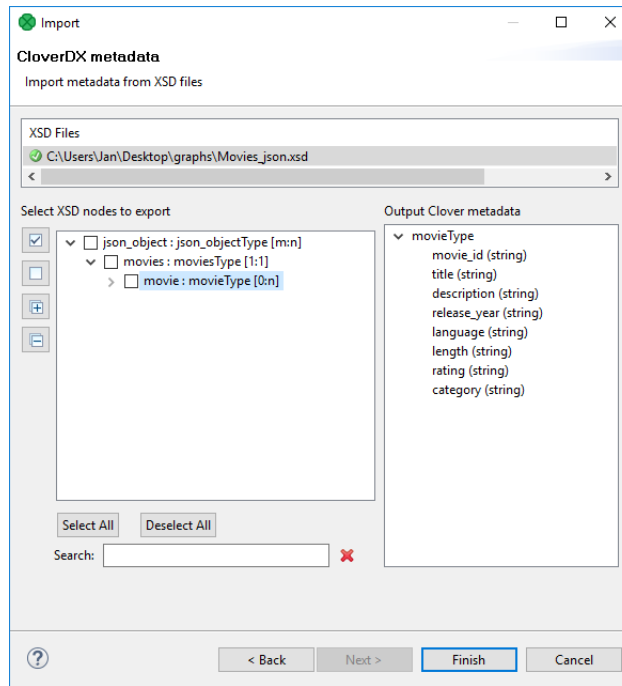 Import
CloverDX metadata
Import metadata from XSD files
XSD Files
C:\Users\Jan\Desktop\graphs\Movies_json.xsd
Select XSD nodes to export
json_object : json_objectType [m:n]
movies : moviesType [1:1]
movie : movieType [0:n]
Select All
Deselect All
Search:
Output Clover metadata
movieType
movie_id (string)
title (string)
description (string)
release_year (string)
language (string)
length (string)
rating (string)
category (string)
?
< Back
Next >
Finish
Cancel